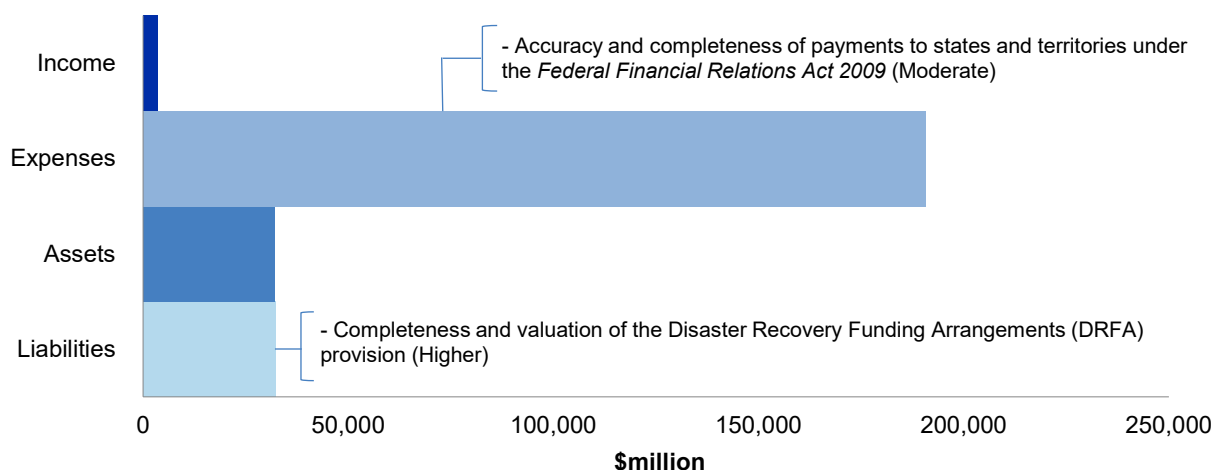 Income
- Accuracy and completeness of payments to states and territories under
the Federal Financial Relations Act 2009 (Moderate)
Expenses
Assets
Liabilities
- Completeness and valuation of the Disaster Recovery Funding Arrangements (DRFA)
provision (Higher)
0
50,000
100,000
150,000
200,000
250,000
$million